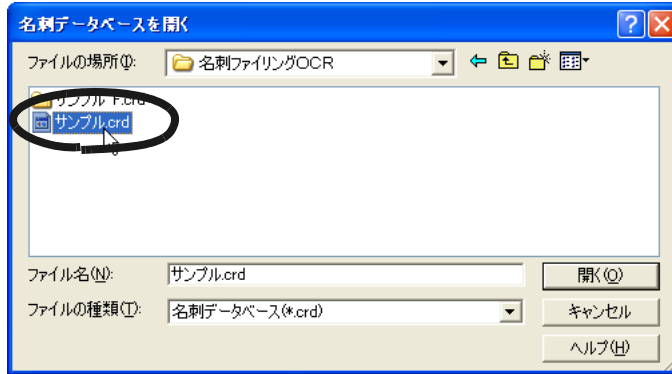 名刺データベースを開く
ファイルの場所(I):
名刺ファイリングOCR
サンプル F.crd
サンプル.crd
ファイル名(N):
サンプル.crd
開く(O)
ファイルの種類(T):
名刺データベース(*.crd)
キャンセル
ヘルプ(H)